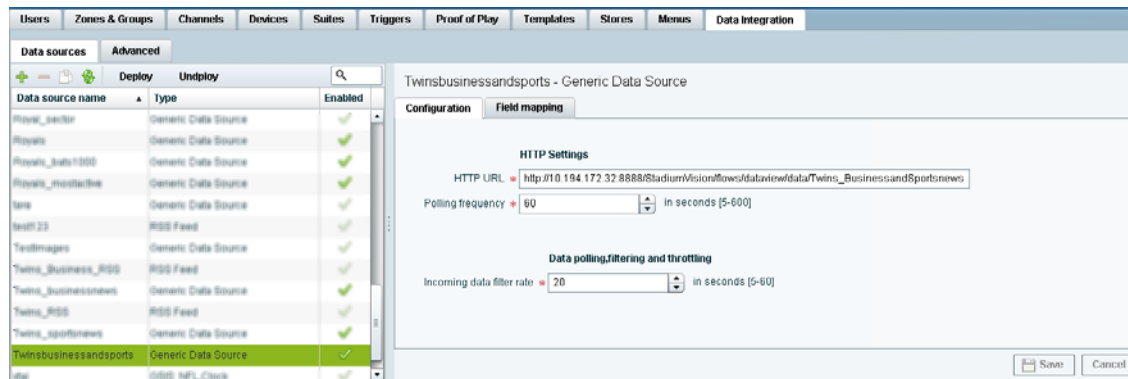 Users Zones & Groups Channels Devices Suites Triggers Proof of Play Templates Stores Menus Data Integration
Data sources Advanced
Deploy Undploy
Data source name Type Enabled
Royal_sector Generic Data Source
Royals Generic Data Source
Royals_bats1000 Generic Data Source
Royals_mostactive Generic Data Source
Generic Data Source
test123 RSS Feed
TestImages Generic Data Source
Twins_Business_RSS RSS Feed
Twins_businessnews Generic Data Source
Twins_RSS RSS Feed
Twins_sportsnews Generic Data Source
Twinsbusinessandsports Generic Data Source
Twinsbusinessandsports - Generic Data Source
Configuration Field mapping
HTTP Settings
HTTP URL * http://10.194.172.32:8888/StadiumVision/flows/dataview/data/Twins_BusinessandSportsnews
Polling frequency * 60 in seconds [5-600]
Data polling,filtering and throttling
Incoming data filter rate * 20 in seconds [5-60]
Save Cancel